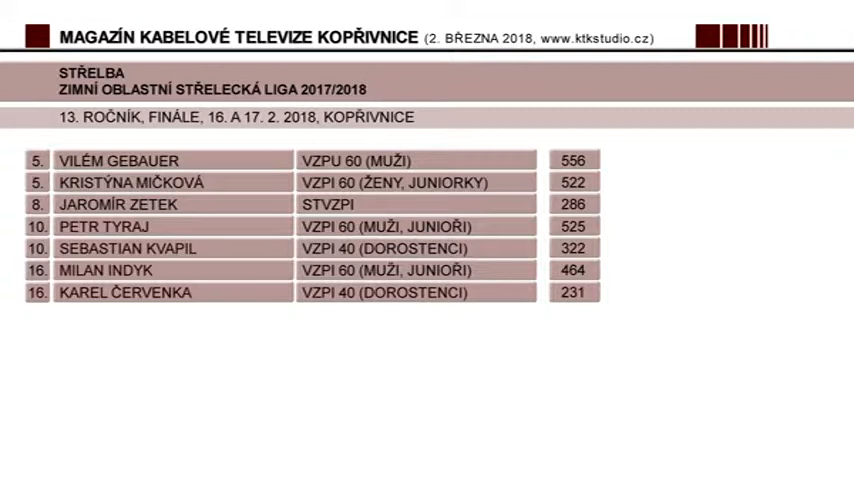 MAGAZÍN KABELOVÉ TELEVIZE KOPŘIVNICE (2. BŘEZNA 2018, www.ktkstudio.cz)
STŘELBA
ZIMNÍ OBLASTNÍ STŘELECKÁ LIGA 2017/2018
13. ROČNÍK, FINÁLE, 16. A 17. 2. 2018, KOPŘIVNICE
5. VILÉM GEBAUER VZPU 60 (MUŽI) 556
5. KRISTÝNA MIČKOVÁ VZPI 60 (ŽENY, JUNIORKY) 522
8. JAROMÍR ZETEK STVZPI 286
10. PETR TYRAJ VZPI 60 (MUŽI, JUNIOŘI) 525
10. SEBASTIAN KVAPIL VZPI 40 (DOROSTENCI) 322
16. MILAN INDYK VZPI 60 (MUŽI, JUNIOŘI) 464
16. KAREL ČERVENKA VZPI 40 (DOROSTENCI) 231